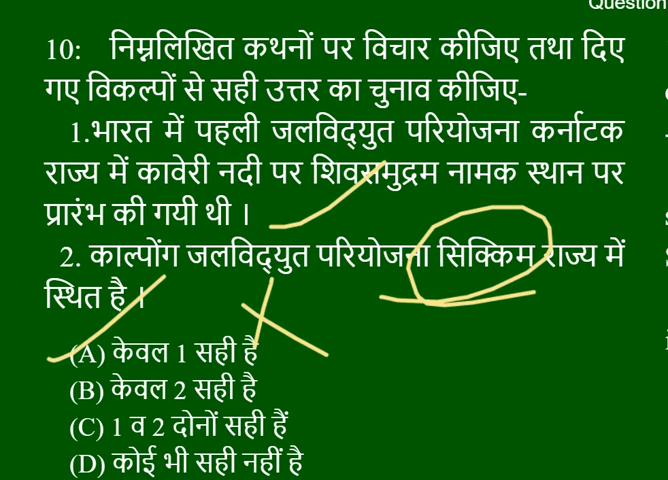 Question
10: निम्नलिखित कथनों पर विचार कीजिए तथा दिए
गए विकल्पों से सही उत्तर का चुनाव कीजिए-
1.भारत में पहली जलविद्युत परियोजना कर्नाटक
राज्य में कावेरी नदी पर शिवसमुद्रम नामक स्थान पर
प्रारंभ की गयी थी ।
2. काल्पोंग जलविद्युत परियोजना सिक्किम राज्य में
स्थित है ।
(A) केवल 1 सही है
(B) केवल 2 सही है
(C) 1 व 2 दोनों सही हैं
(D) कोई भी सही नहीं है